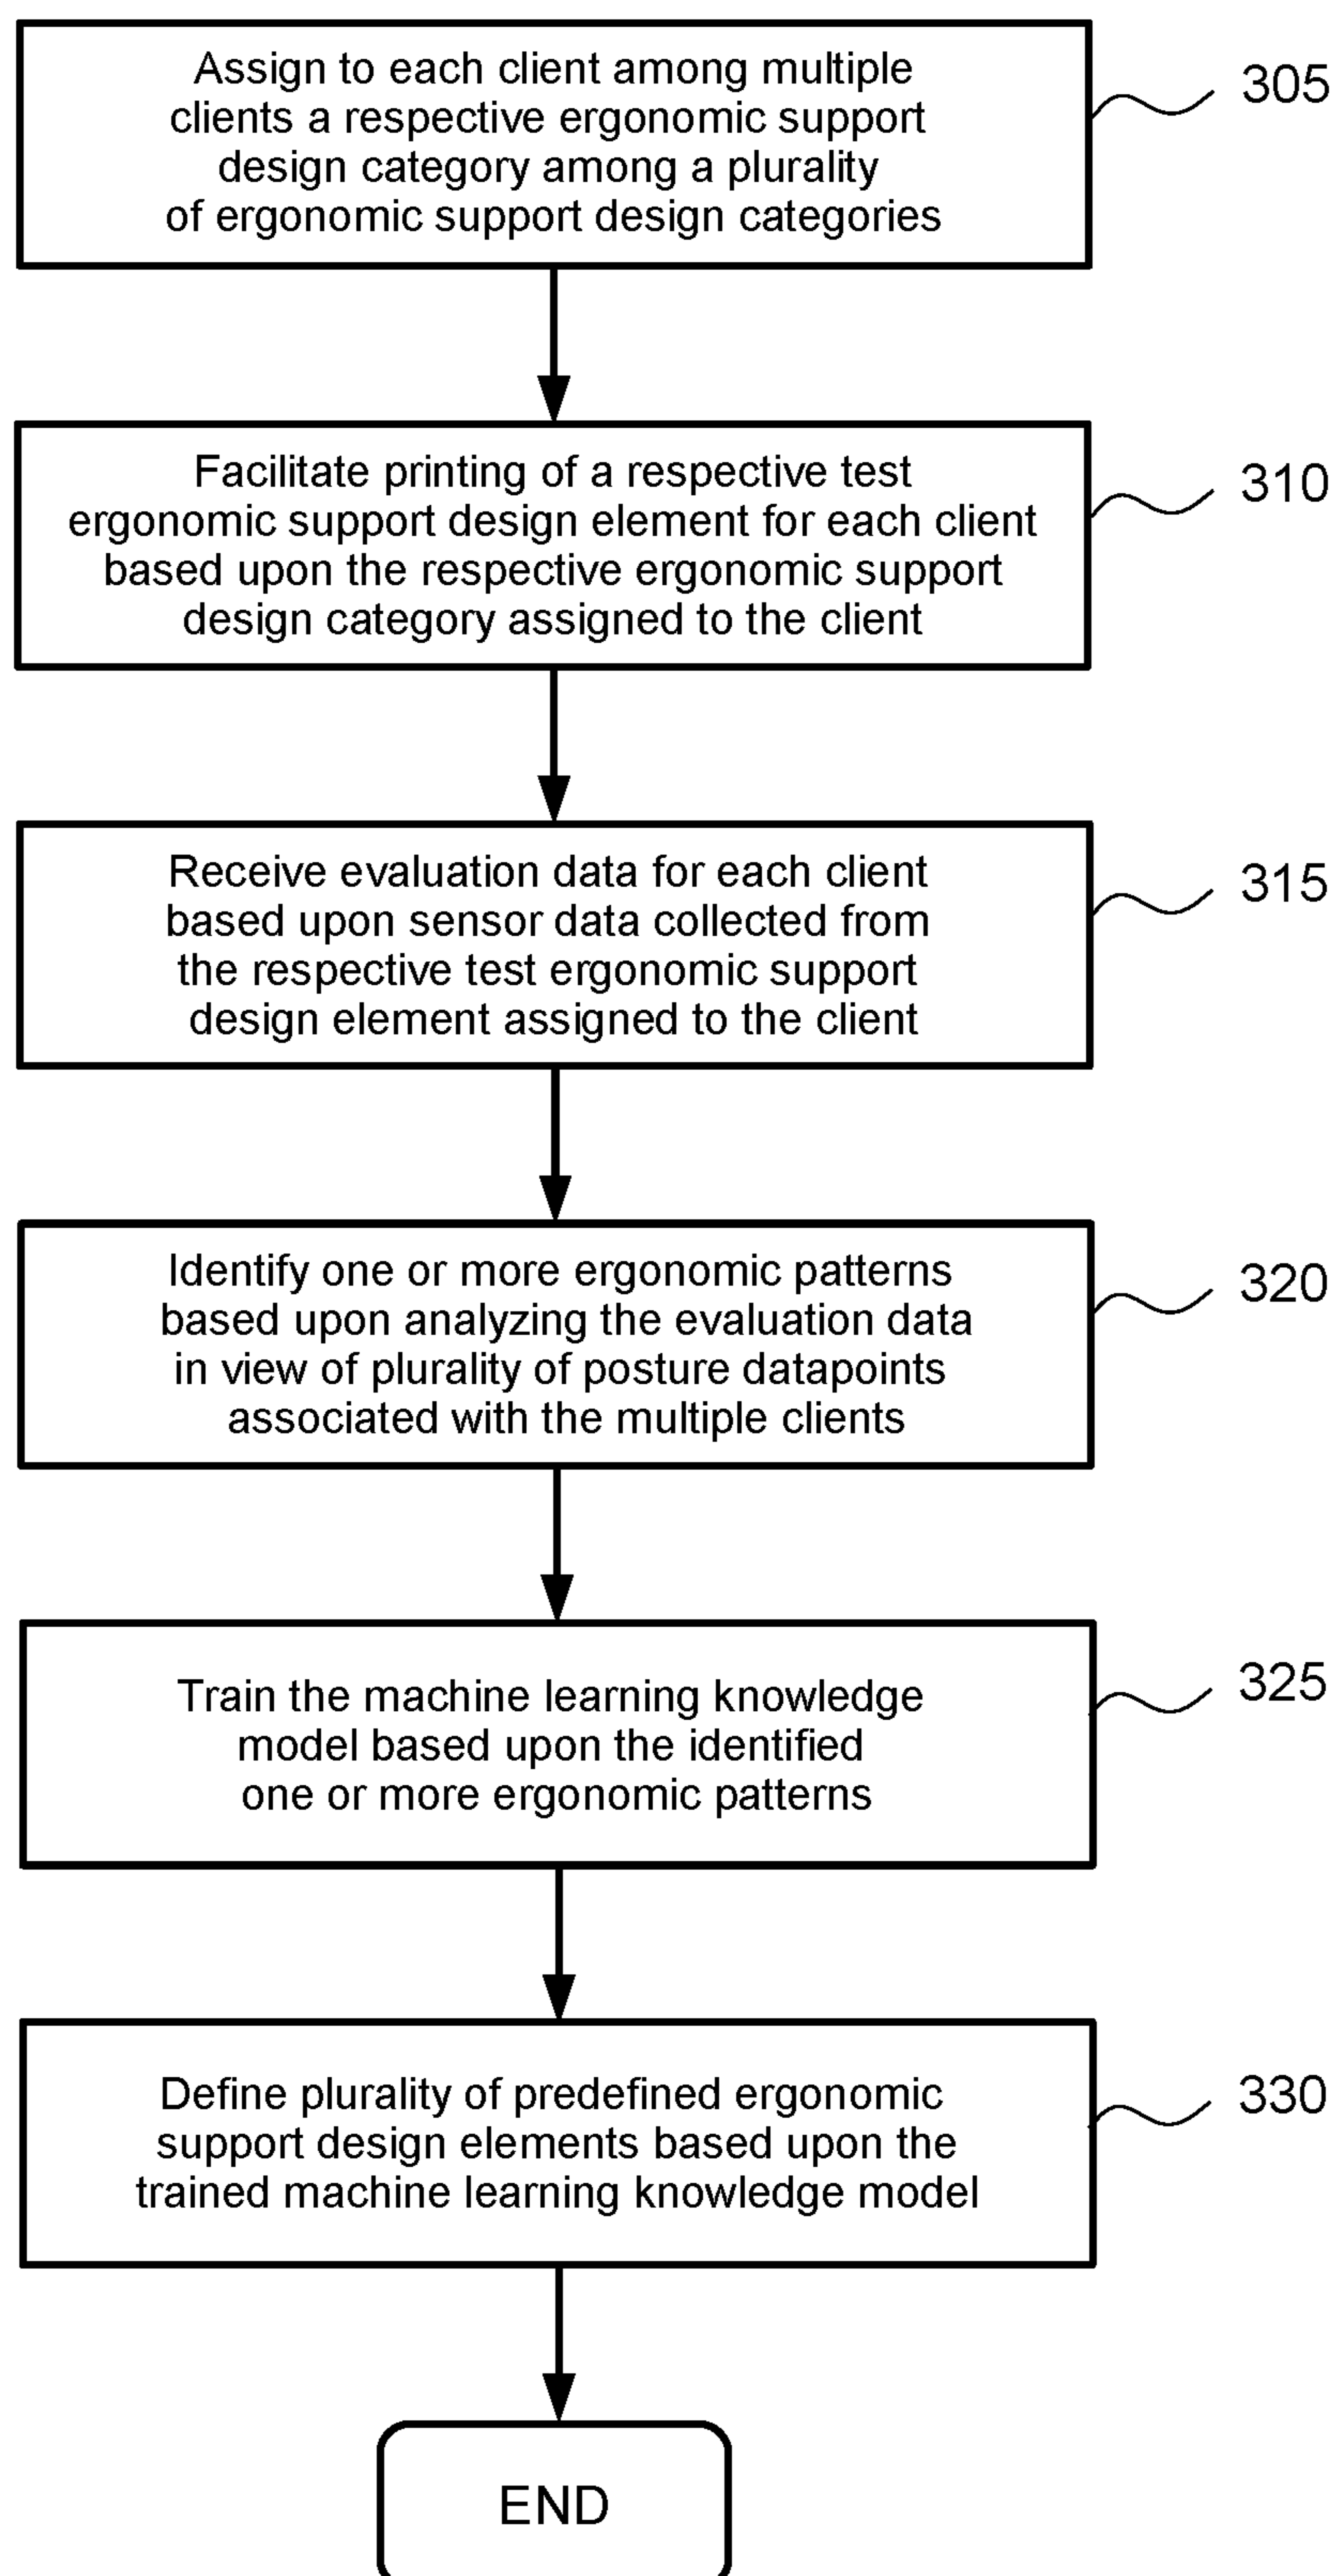 Assign to each client among multiple
clients a respective ergonomic support
design category among a plurality
of ergonomic support design categories
305
Facilitate printing of a respective test
ergonomic support design element for each client
based upon the respective ergonomic support
design category assigned to the client
310
Receive evaluation data for each client
based upon sensor data collected from
the respective test ergonomic support
design element assigned to the client
315
Identify one or more ergonomic patterns
based upon analyzing the evaluation data
in view of plurality of posture datapoints
associated with the multiple clients
320
Train the machine learning knowledge
model based upon the identified
one or more ergonomic patterns
325
Define plurality of predefined ergonomic
support design elements based upon the
trained machine learning knowledge model
330
END